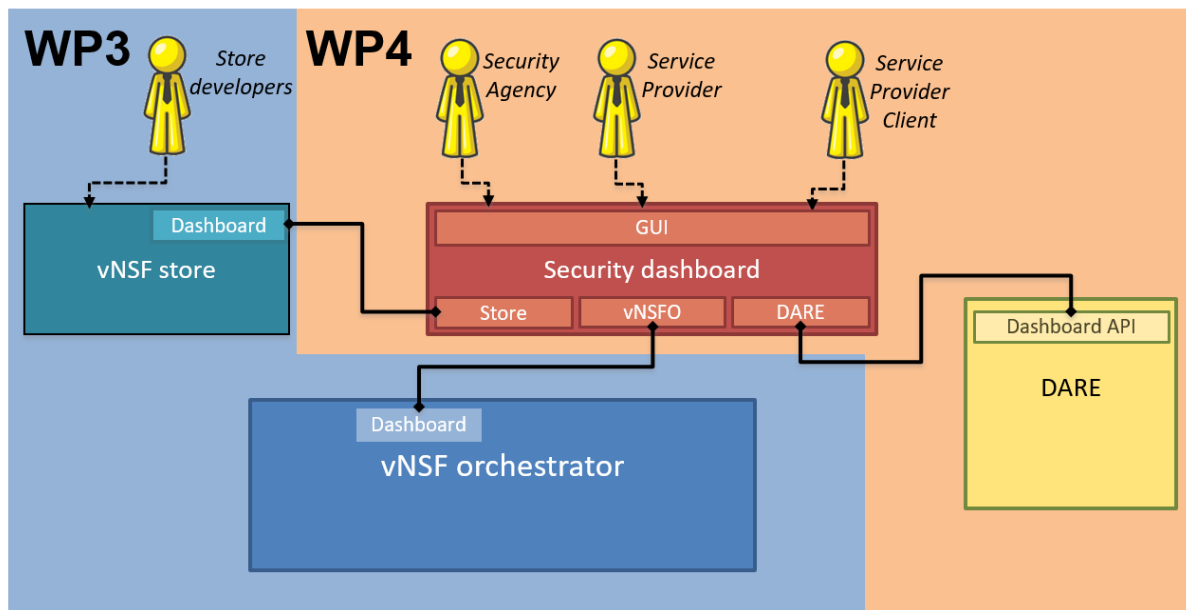 WP3
Store
developers
WP4
Security
Agency
Service
Provider
Service
Provider
Client
Dashboard
vNSF store
GUI
Security dashboard
Store
vNSFO
DARE
Dashboard API
DARE
Dashboard
vNSF orchestrator